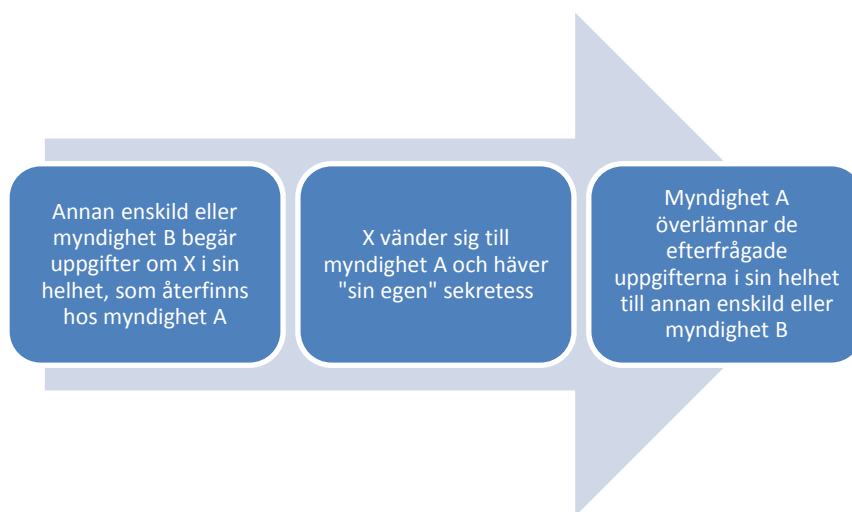 Annan enskild eller
myndighet B begär
uppgifter om X i sin
helhet, som återfinns
hos myndighet A
X vänder sig till
myndighet A och häver
"sin egen" sekretess
Myndighet A
överlämnar de
efterfrågade
uppgifterna i sin helhet
till annan enskild eller
myndighet B